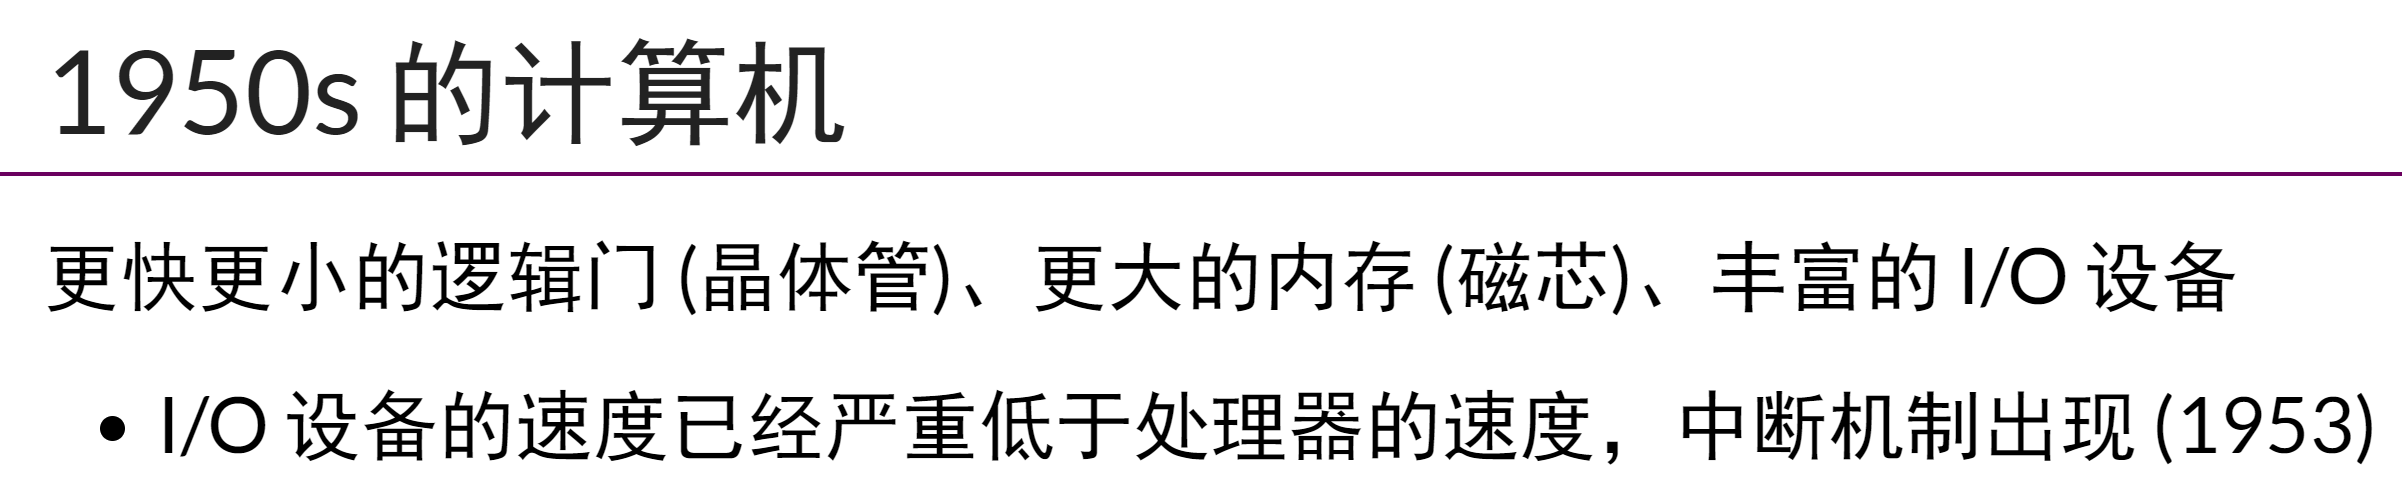 1950s 的计算机
更快更小的逻辑门 (晶体管)、更大的内存 (磁芯)、丰富的 I/O 设备
• I/O 设备的速度已经严重低于处理器的速度，中断机制出现 (1953)